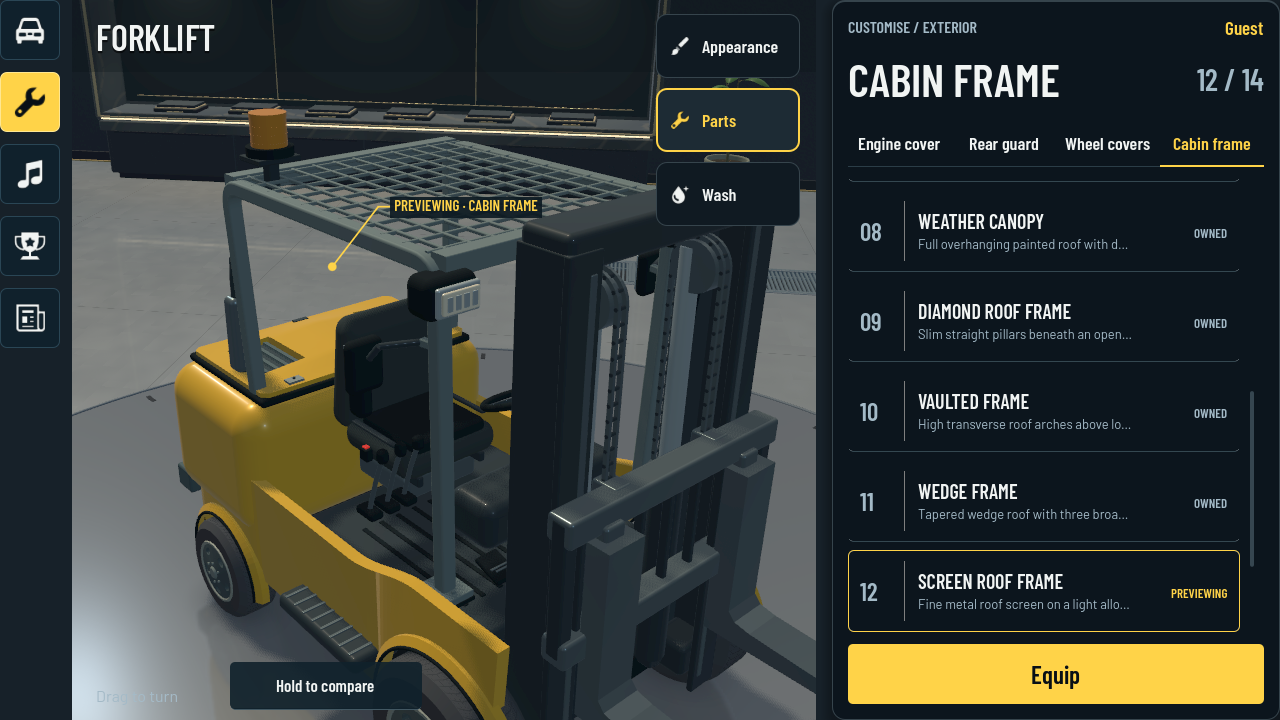 FORKLIFT
Appearance
Parts
Wash
PREVIEWING · CABIN FRAME
Drag to turn
Hold to compare
CUSTOMISE / EXTERIOR
Guest
CABIN FRAME
12 / 14
Engine cover
Rear guard
Wheel covers
Cabin frame
08
WEATHER CANOPY
Full overhanging painted roof with d...
OWNED
09
DIAMOND ROOF FRAME
Slim straight pillars beneath an open...
OWNED
10
VAULTED FRAME
High transverse roof arches above lo...
OWNED
11
WEDGE FRAME
Tapered wedge roof with three broa...
OWNED
12
SCREEN ROOF FRAME
Fine metal roof screen on a light allo...
PREVIEWING
Equip